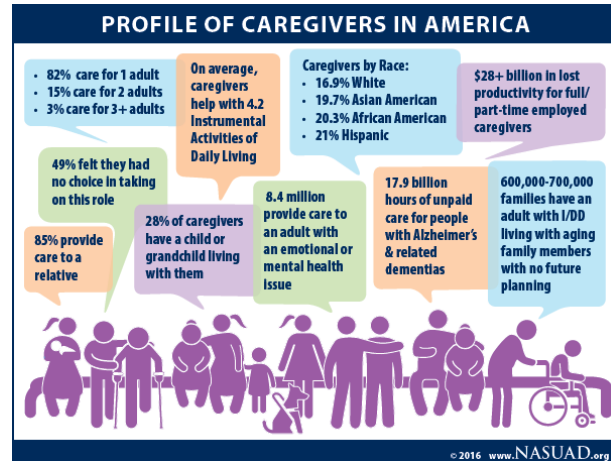 PROFILE OF CAREGIVERS IN AMERICA
• 82% care for 1 adult
• 15% care for 2 adults
• 3% care for 3+ adults
On average,
caregivers
help with 4.2
Instrumental
Activities of
Daily Living
Caregivers by Race:
• 16.9% White
• 19.7% Asian American
• 20.3% African American
• 21% Hispanic
$28+ billion in lost
productivity for full/
part-time employed
caregivers
49% felt they had
no choice in taking
on this role
85% provide
care to a
relative
28% of caregivers
have a child or
grandchild living
with them
8.4 million
provide care to
an adult with
an emotional or
mental health
issue
17.9 billion
hours of unpaid
care for people
with Alzheimer's
& related
dementias
600,000-700,000
families have an
adult with I/DD
living with aging
family members
with no future
planning
© 2016 www.NASUAD.org